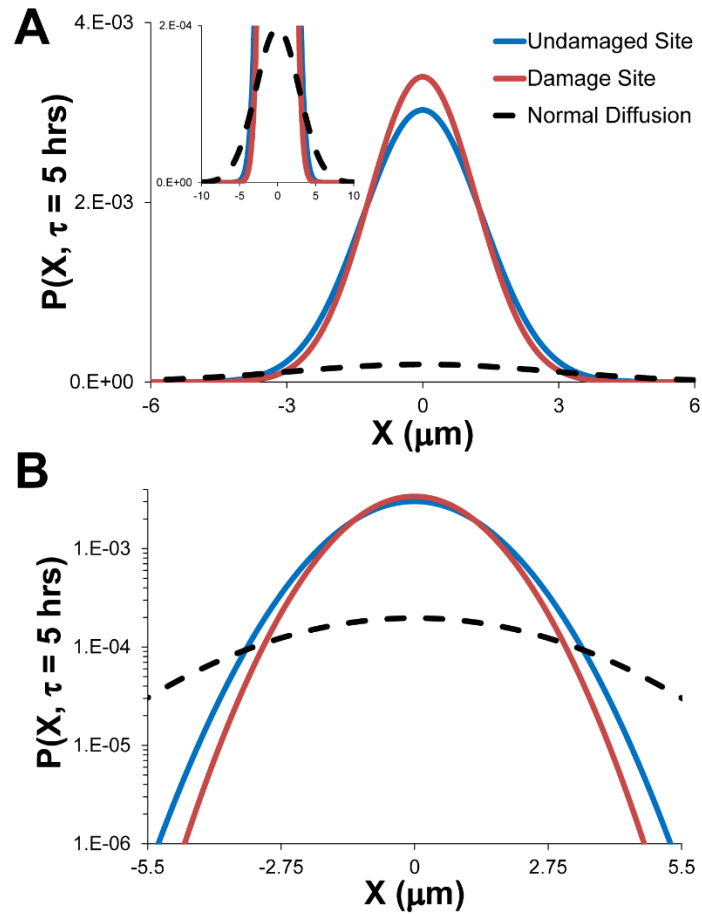 A
4.E-03
2.E-03
0.E+00
P(X, τ = 5 hrs)
2.E-04
0.E+00
-10 -5 0 5 10
Undamaged Site
Damage Site
Normal Diffusion
-6 -3 0 3 6
X (μm)
B
1.E-03
1.E-04
1.E-05
1.E-06
P(X, τ = 5 hrs)
-5.5 -2.75 0 2.75 5.5
X (μm)